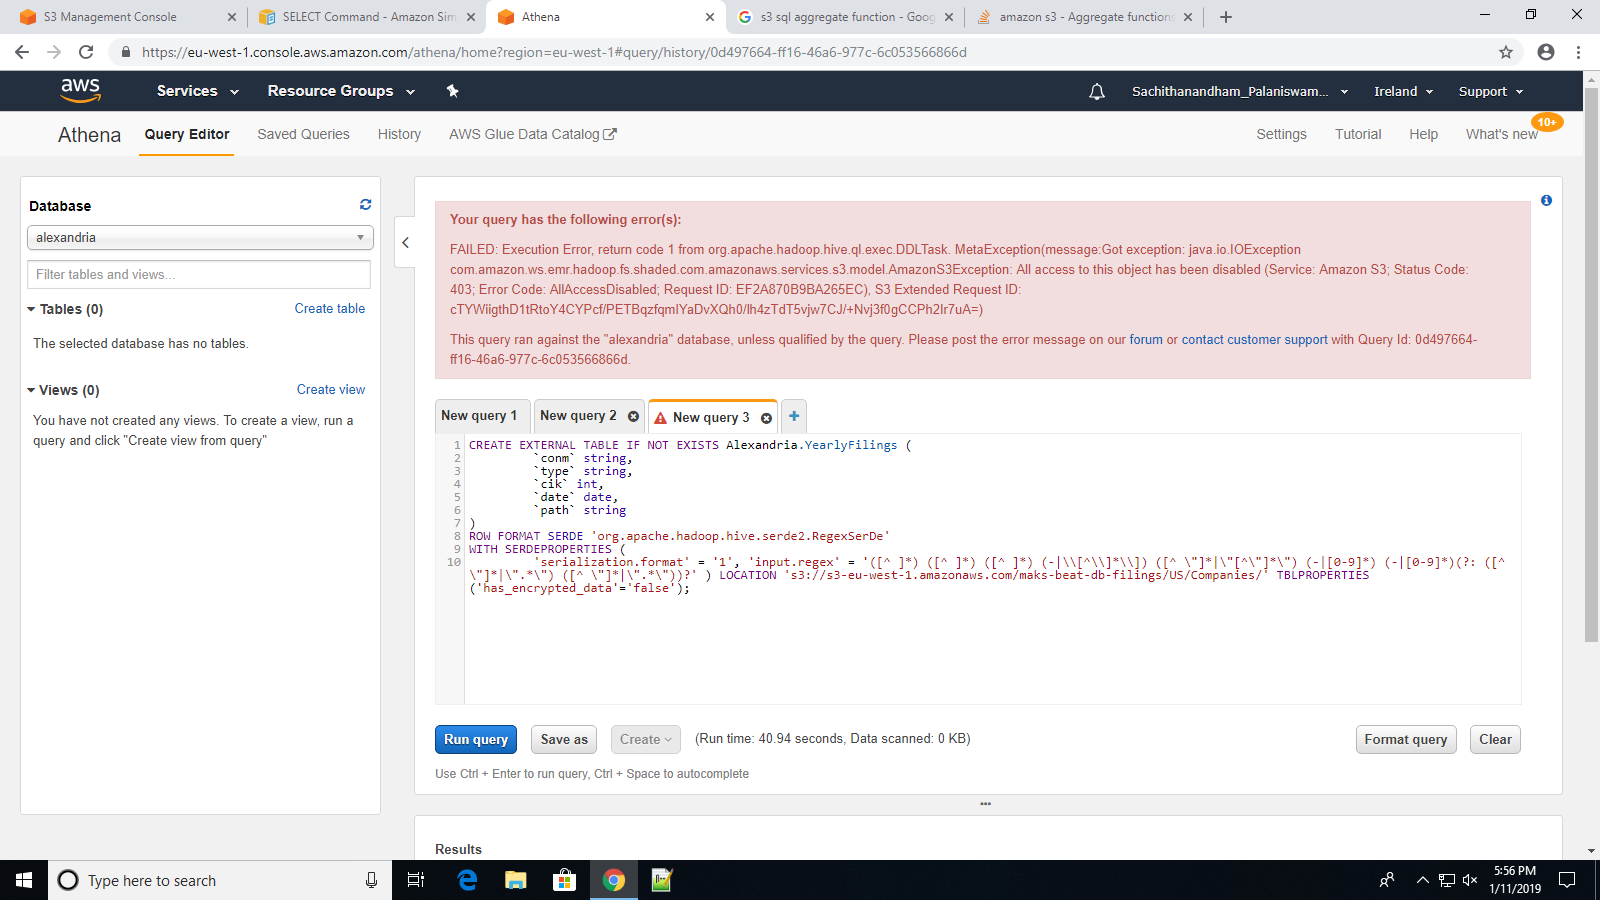 S3 Management Console
SELECT Command - Amazon Sim
Athena
s3 sql aggregate function - Goog
amazon s3 - Aggregate functions
https://eu-west-1.console.aws.amazon.com/athena/home?region=eu-west-1#query/history/0d497664-ff16-46a6-977c-6c053566866d
aws
Services
Resource Groups
Sachithanandham_Palaniswam...
Ireland
Support
Athena
Query Editor
Saved Queries
History
AWS Glue Data Catalog
Settings
Tutorial
Help
What's new
10+
Database
alexandria
Filter tables and views...
Tables (0)
Create table
The selected database has no tables.
Views (0)
Create view
You have not created any views. To create a view, run a
query and click "Create view from query"
Your query has the following error(s):
FAILED: Execution Error, return code 1 from org.apache.hadoop.hive.ql.exec.DDLTask. MetaException(message:Got exception: java.io.IOException
com.amazon.ws.emr.hadoop.fs.shaded.com.amazonaws.services.s3.model.AmazonS3Exception: All access to this object has been disabled (Service: Amazon S3; Status Code:
403; Error Code: AllAccessDisabled; Request ID: EF2A870B9BA265EC), S3 Extended Request ID:
cTYWiigthD1tRtoY4CYPcf/PETBqzfqmIYaDvXQh0/lh4zTdT5vjw7CJ/+Nvj3f0gCCPh2Ir7uA=)
This query ran against the "alexandria" database, unless qualified by the query. Please post the error message on our forum or contact customer support with Query Id: 0d497664-
ff16-46a6-977c-6c053566866d.
New query 1
New query 2
New query 3
1 CREATE EXTERNAL TABLE IF NOT EXISTS Alexandria.YearlyFilings (
2 `conm` string,
3 `type` string,
4 `cik` int,
5 `date` date,
6 `path` string
7 )
8 ROW FORMAT SERDE 'org.apache.hadoop.hive.serde2.RegexSerDe'
9 WITH SERDEPROPERTIES (
10 'serialization.format' = '1', 'input.regex' = '([^ ]*) ([^ ]*) ([^ ]*) (-|\\[^\\]*\\]) ([^ \"]*|\"[^\"]*\") (-|[0-9]*) (-|[0-9]*)(?: ([^
\"]*|\".*\") ([^ \"]*|\".*\"))?' ) LOCATION 's3://s3-eu-west-1.amazonaws.com/maks-beat-db-filings/US/Companies/' TBLPROPERTIES
('has_encrypted_data'='false');
Run query
Save as
Create
(Run time: 40.94 seconds, Data scanned: 0 KB)
Format query
Clear
Use Ctrl + Enter to run query, Ctrl + Space to autocomplete
Results
Type here to search
5:56 PM
1/11/2019